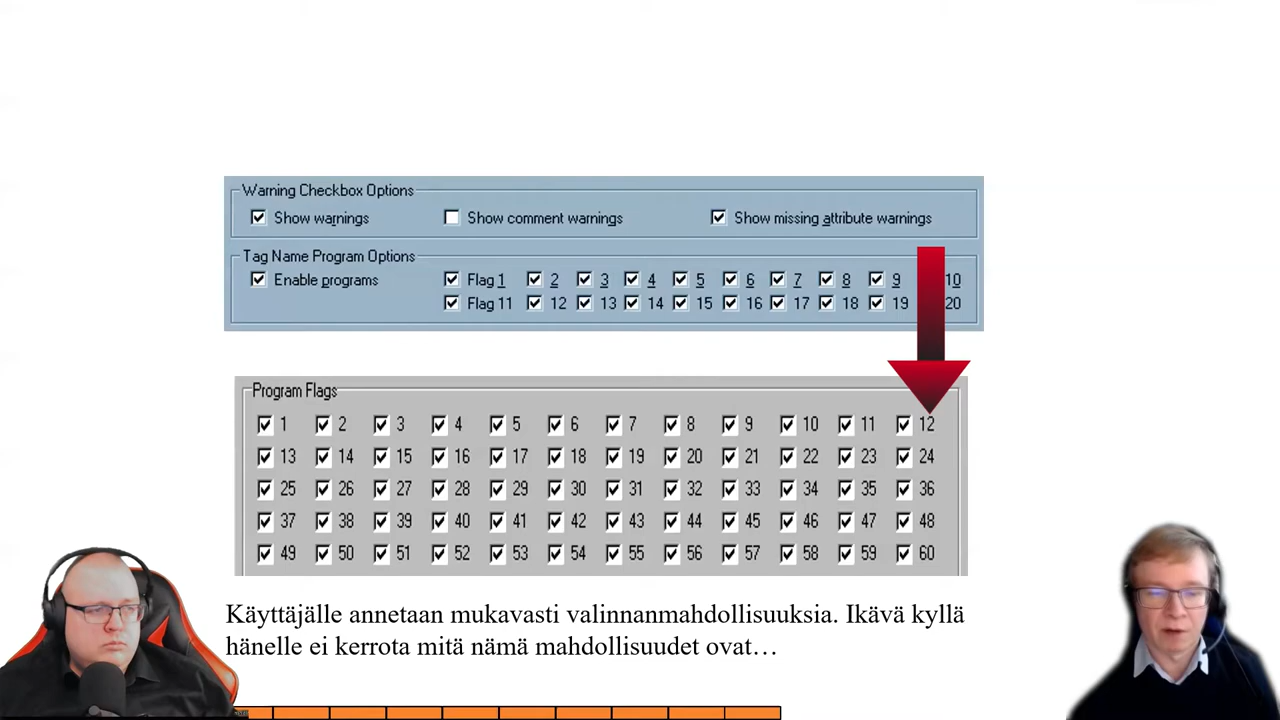 Warning Checkbox Options
Show warnings Show comment warnings Show missing attribute warnings
Tag Name Program Options
Enable programs Flag 1 2 3 4 5 6 7 8 9 10
Flag 11 12 13 14 15 16 17 18 19 20
Program Flags
1 2 3 4 5 6 7 8 9 10 11 12
13 14 15 16 17 18 19 20 21 22 23 24
25 26 27 28 29 30 31 32 33 34 35 36
37 38 39 40 41 42 43 44 45 46 47 48
49 50 51 52 53 54 55 56 57 58 59 60
Käyttäjälle annetaan mukavasti valinnanmahdollisuuksia. Ikävä kyllä
hänelle ei kerrota mitä nämä mahdollisuudet ovat…